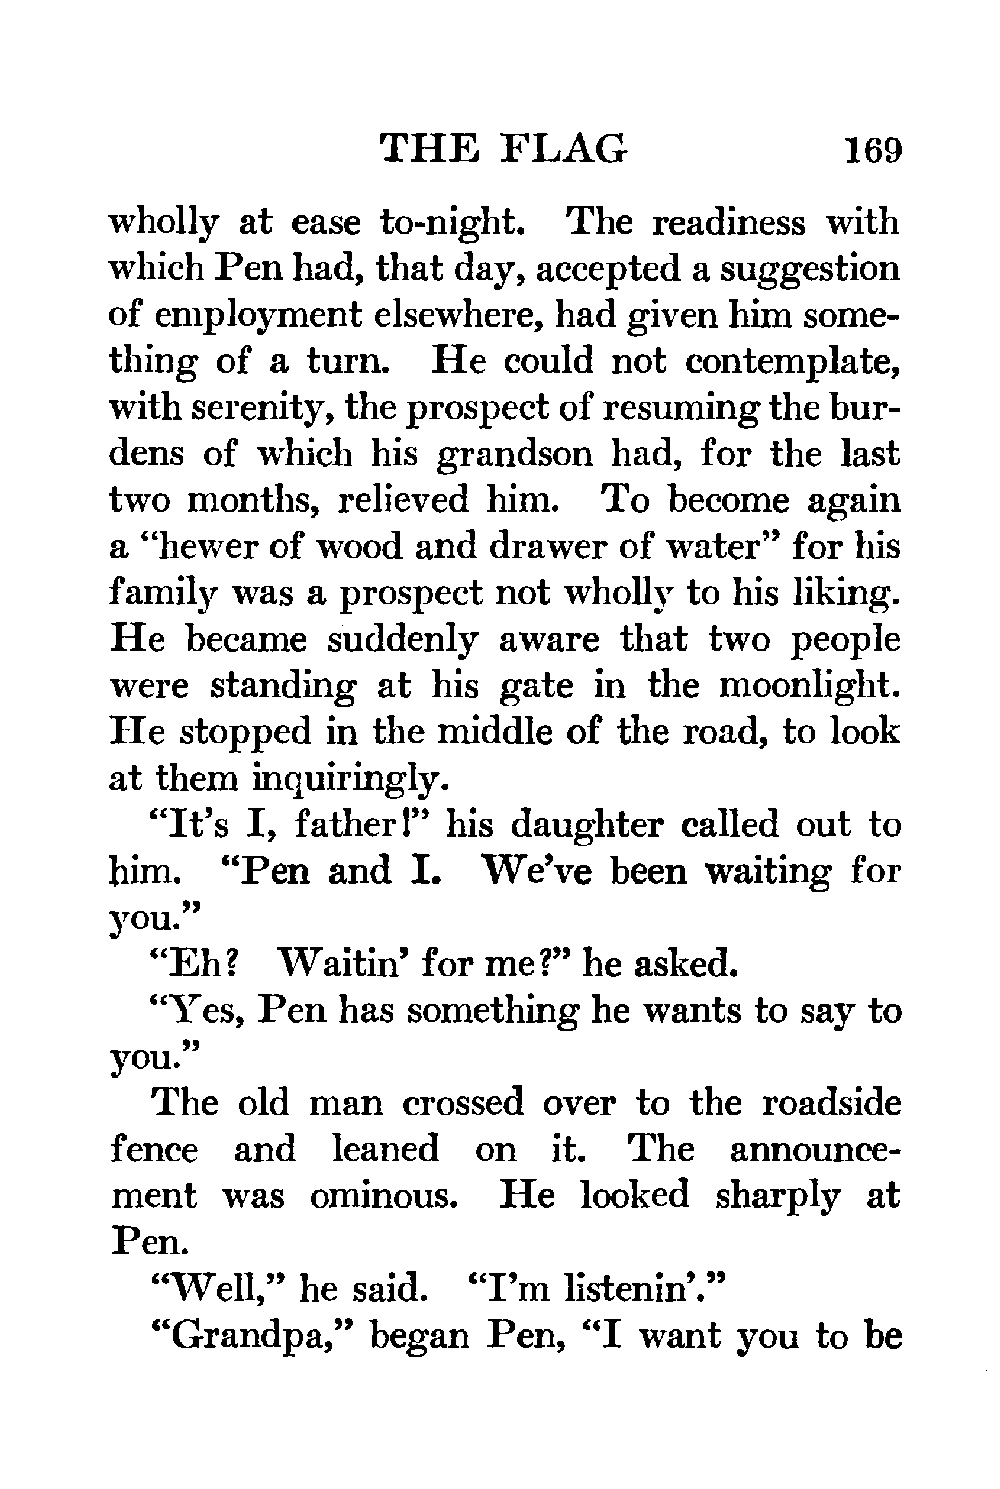 THE FLAG 169
wholly at ease to-night. The readiness with
which Pen had, that day, accepted a suggestion
of employment elsewhere, had given him some-
thing of a turn. He could not contemplate,
with serenity, the prospect of resuming the bur-
dens of which his grandson had, for the last
two months, relieved him. To become again
a “hewer of wood and drawer of water” for his
family was a prospect not wholly to his liking.
He became suddenly aware that two people
were standing at his gate in the moonlight.
He stopped in the middle of the road, to look
at them inquiringly.
“It’s I, father!” his daughter called out to
him. “Pen and I. We’ve been waiting for
you.”
“Eh? Waitin’ for me?” he asked.
“Yes, Pen has something he wants to say to
you.”
The old man crossed over to the roadside
fence and leaned on it. The announce-
ment was ominous. He looked sharply at
Pen.
“Well,” he said. “I’m listenin’.”
“Grandpa,” began Pen, “I want you to be